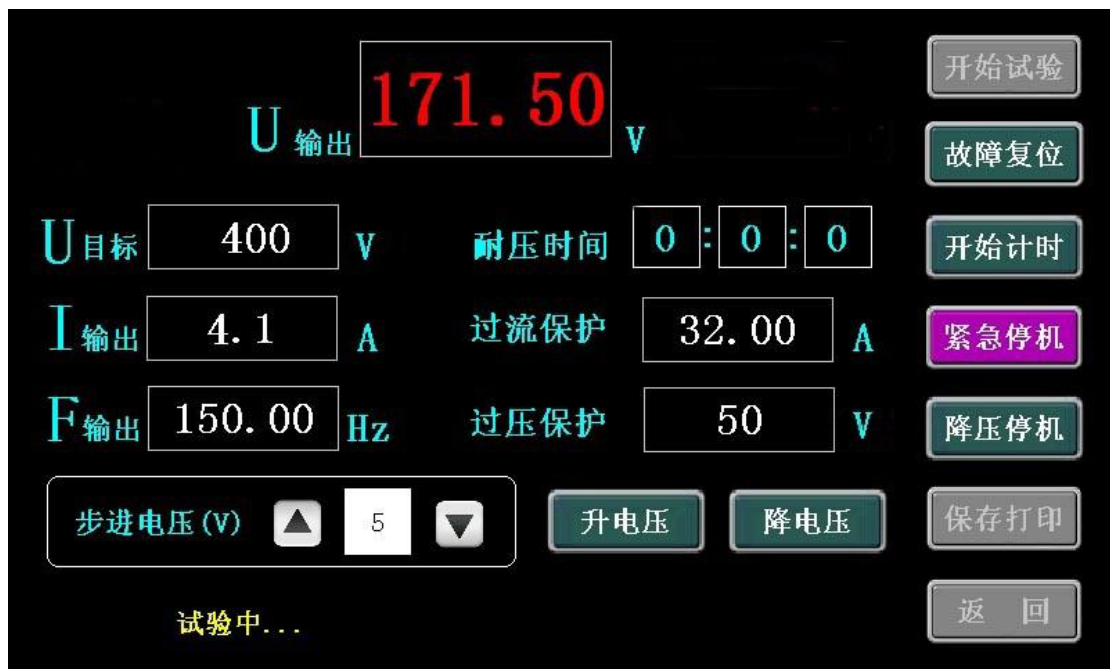 U 输出 171.50 V
开始试验
故障复位
U目标 400 V 耐压时间 0 : 0 : 0
开始计时
I 输出 4.1 A 过流保护 32.00 A
紧急停机
F输出 150.00 Hz 过压保护 50 V
降压停机
步进电压(V) 5 升电压 降电压
保存打印
试验中...
返 回